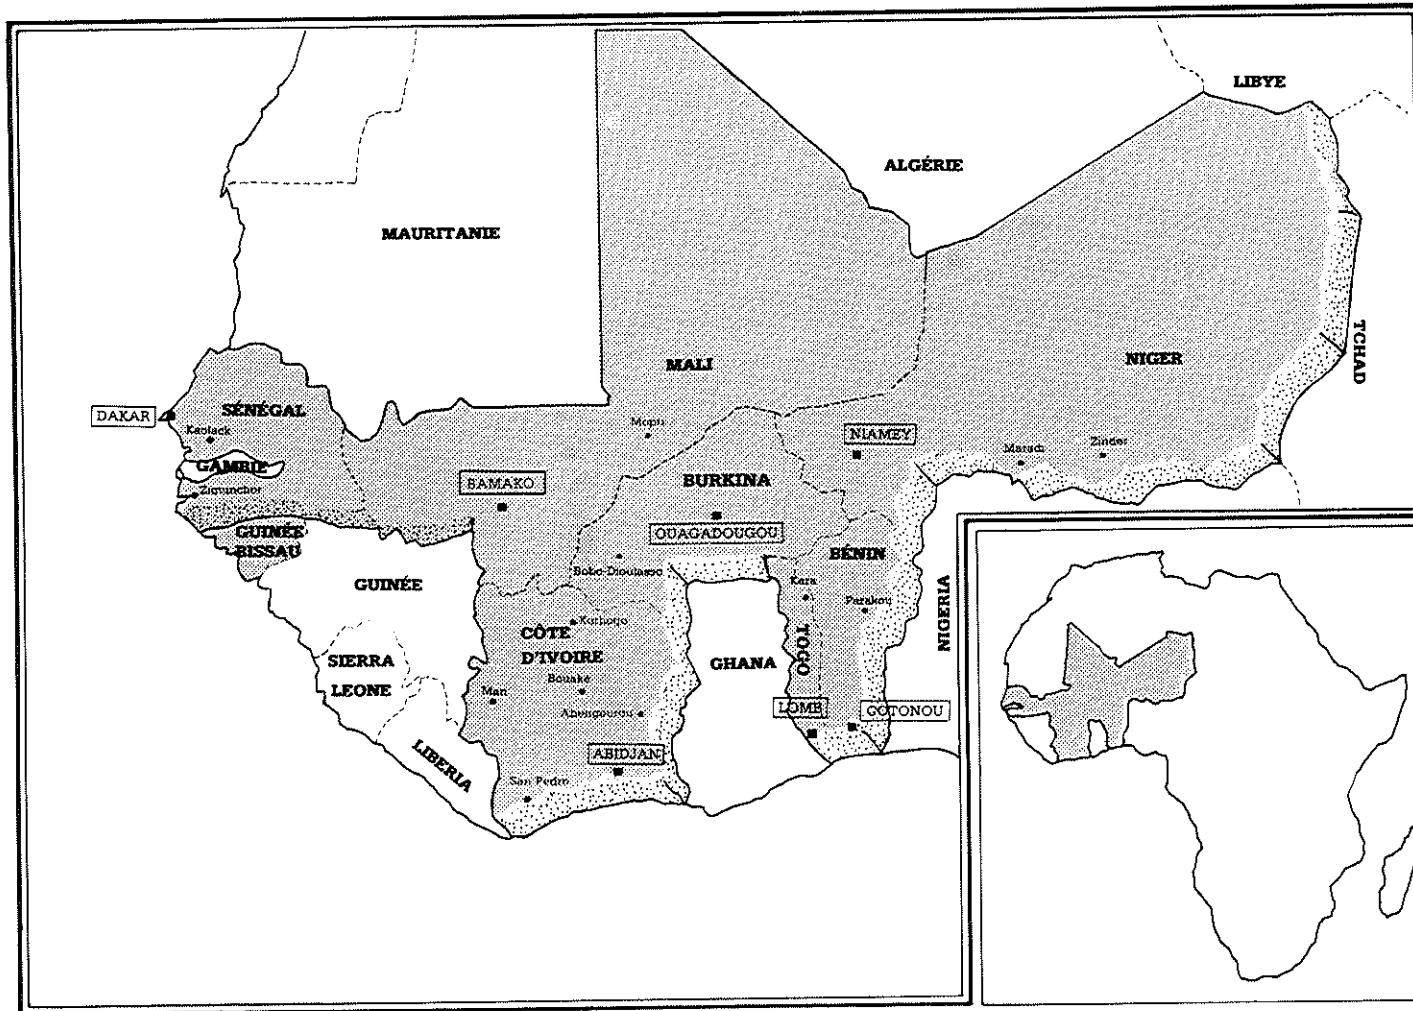 LIBYE
ALGÉRIE
MAURITANIE
TCHAD
NIGER
MALI
DAKAR
SÉNÉGAL
Kaolack
Mopti
NIAMEY
Maradi
Zinder
GAMBIE
BAMAKO
BURKINA
Ziguinchor
OUAGADOUGOU
GUINÉE
BISSAU
BÉNIN
Bobo-Dioulasso
GUINÉE
Kara
NIGERIA
Parakou
Korhogo
CÔTE
D'IVOIRE
TOGO
SIERRA
LEONE
GHANA
Bouaké
Man
Abengourou
LOMB
COTONOU
ABIDJAN
LIBERIA
San Pedro